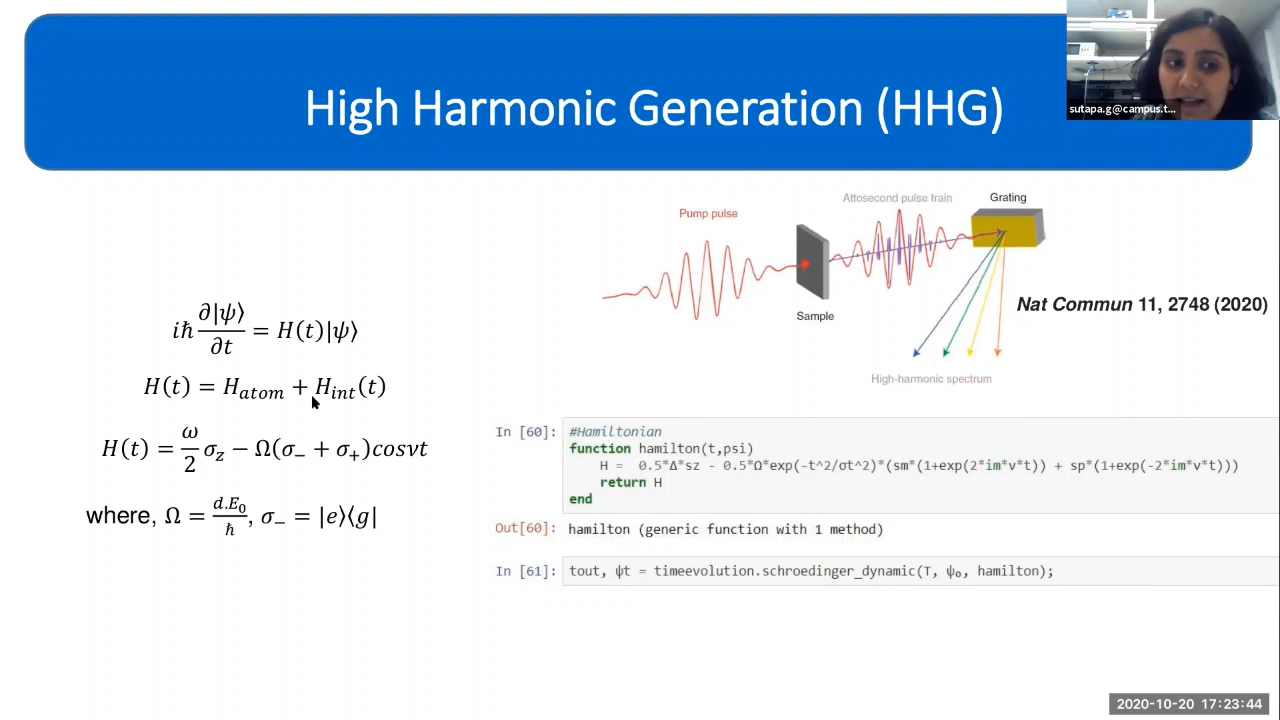 High Harmonic Generation (HHG)
sutapa.g@campus.t...
Pump pulse
Attosecond pulse train
Grating
Sample
Nat Commun 11, 2748 (2020)
High-harmonic spectrum
iħ ∂|ψ⟩/∂t = H(t)|ψ⟩
H(t) = H_atom + H_int(t)
H(t) = ω/2 σ_z − Ω(σ_− + σ_+)cosνt
where, Ω = d.E_0/ħ, σ_− = |e⟩⟨g|
In [60]: #Hamiltonian
function hamilton(t,psi)
H = 0.5*Δ*sz - 0.5*Ω*exp(-t^2/σt^2)*(sm*(1+exp(2*im*ν*t)) + sp*(1+exp(-2*im*ν*t)))
return H
end
Out[60]: hamilton (generic function with 1 method)
In [61]: tout, ψt = timeevolution.schroedinger_dynamic(T, ψ₀, hamilton);
2020-10-20 17:23:44